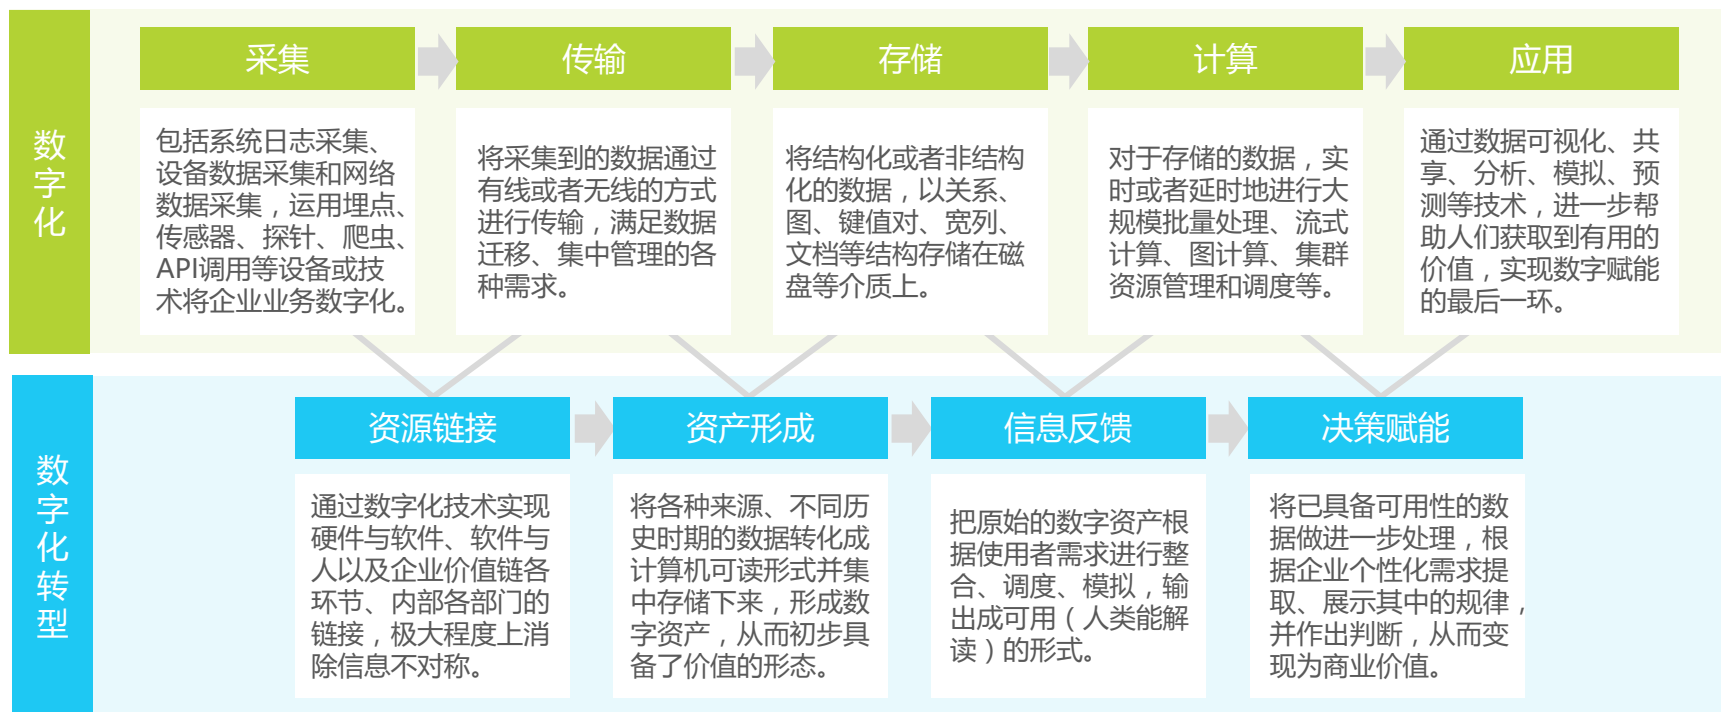 数字化
采集
传输
存储
计算
应用
包括系统日志采集、
设备数据采集和网络
数据采集，运用埋点、
传感器、探针、爬虫、
API调用等设备或技
术将企业业务数字化。
将采集到的数据通过
有线或者无线的方式
进行传输，满足数据
迁移、集中管理的各
种需求。
将结构化或者非结构
化的数据，以关系、
图、键值对、宽列、
文档等结构存储在磁
盘等介质上。
对于存储的数据，实
时或者延时地进行大
规模批量处理、流式
计算、图计算、集群
资源管理和调度等。
通过数据可视化、共
享、分析、模拟、预
测等技术，进一步帮
助人们获取到有用的
价值，实现数字赋能
的最后一环。
数字化转型
资源链接
资产形成
信息反馈
决策赋能
通过数字化技术实现
硬件与软件、软件与
人以及企业价值链各
环节、内部各部门的
链接，极大程度上消
除信息不对称。
将各种来源、不同历
史时期的数据转化成
计算机可读形式并集
中存储下来，形成数
字资产，从而初步具
备了价值的形态。
把原始的数字资产根
据使用者需求进行整
合、调度、模拟，输
出成可用（人类能解
读）的形式。
将已具备可用性的数
据做进一步处理，根
据企业个性化需求提
取、展示其中的规律，
并作出判断，从而变
现为商业价值。